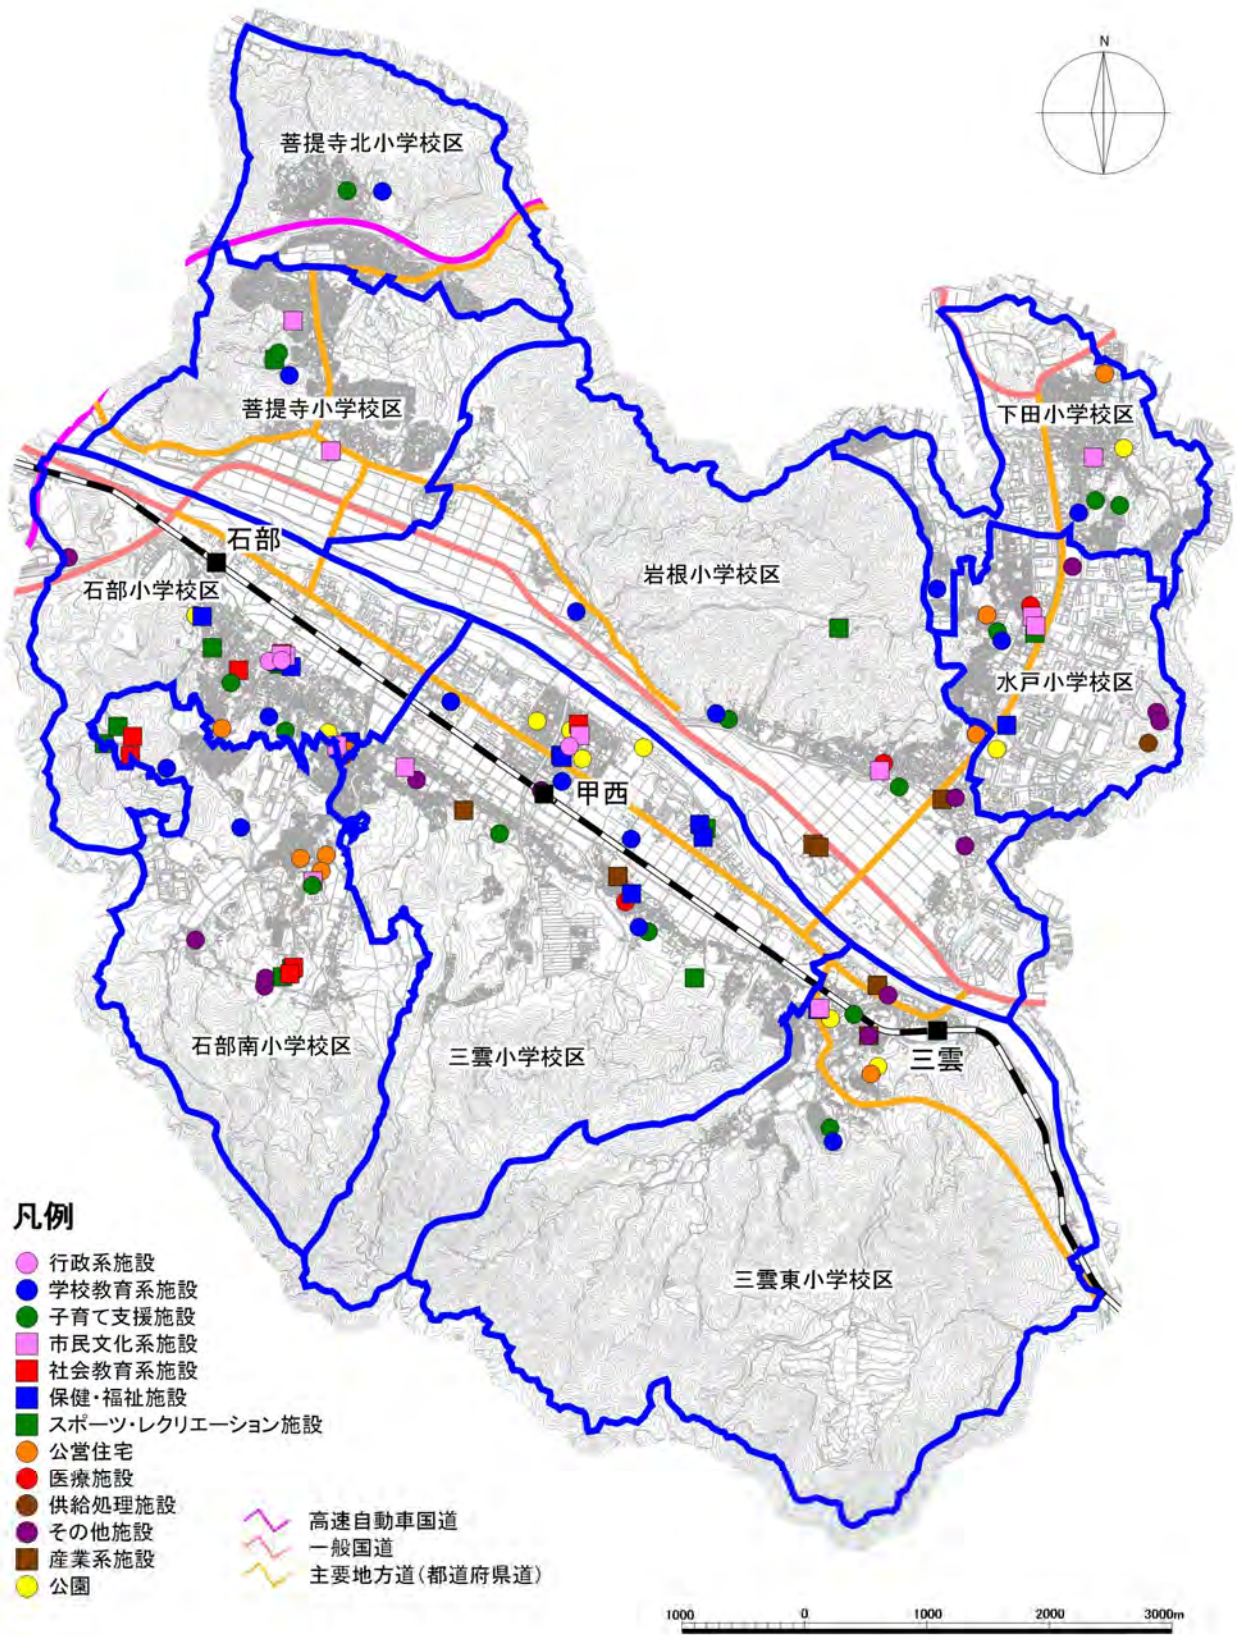 N
菩提寺北小学校区
菩提寺小学校区
下田小学校区
石部
石部小学校区
岩根小学校区
水戸小学校区
甲西
石部南小学校区
三雲小学校区
三雲
三雲東小学校区
凡例
行政系施設
学校教育系施設
子育て支援施設
市民文化系施設
社会教育系施設
保健・福祉施設
スポーツ・レクリエーション施設
公営住宅
医療施設
供給処理施設
その他施設
産業系施設
公園
高速自動車国道
一般国道
主要地方道(都道府県道)
1000 0 1000 2000 3000m